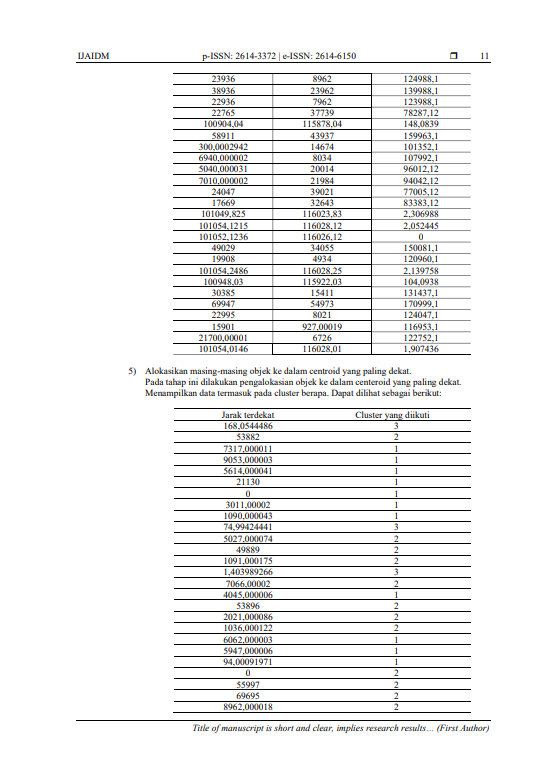 IJAIDM p-ISSN: 2614-3372 | e-ISSN: 2614-6150 ❒ 11
23936 8962 124988,1
38936 23962 139988,1
22936 7962 123988,1
22765 37739 78287,12
100904,04 115878,04 148,0839
58911 43937 159963,1
300,0002942 14674 101352,1
6940,000002 8034 107992,1
5040,000031 20014 96012,12
7010,000002 21984 94042,12
24047 39021 77005,12
17669 32643 83383,12
101049,825 116023,83 2,306988
101054,1215 116028,12 2,052445
101052,1236 116026,12 0
49029 34055 150081,1
19908 4934 120960,1
101054,2486 116028,25 2,139758
100948,03 115922,03 104,0938
30385 15411 131437,1
69947 54973 170999,1
22995 8021 124047,1
15901 927,00019 116953,1
21700,00001 6726 122752,1
101054,0146 116028,01 1,907436
5) Alokasikan masing-masing objek ke dalam centroid yang paling dekat.
Pada tahap ini dilakukan pengalokasian objek ke dalam centeroid yang paling dekat.
Menampilkan data termasuk pada cluster berapa. Dapat dilihat sebagai berikut:
Jarak terdekat Cluster yang diikuti
168,0544486 3
53882 2
7317,000011 1
9053,000003 1
5614,000041 1
21130 1
0 1
3011,00002 1
1090,000043 1
74,99424441 3
5027,000074 2
49889 2
1091,000175 2
1,403989266 3
7066,00002 2
4045,000006 1
53896 2
2021,000086 2
1036,000122 2
6062,000003 1
5947,000006 1
94,00091971 1
0 2
55997 2
69695 2
8962,000018 2
Title of manuscript is short and clear, implies research results… (First Author)